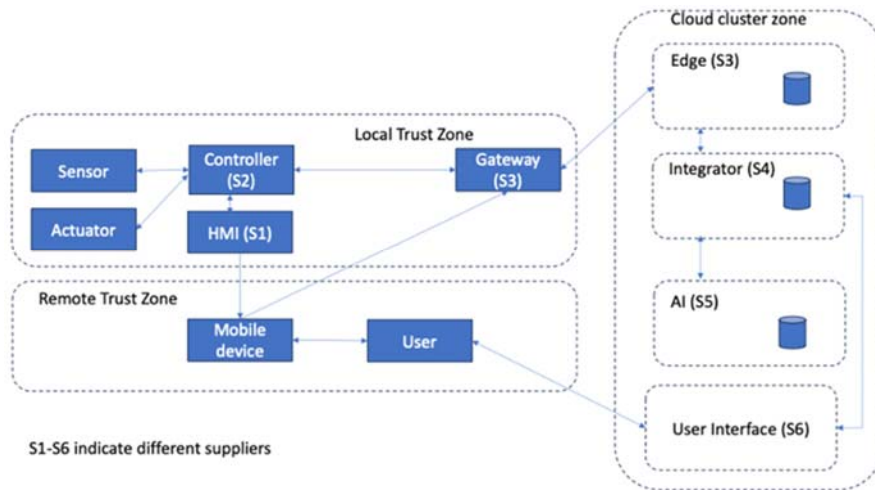 Cloud cluster zone
Edge (S3)
Local Trust Zone
Sensor
Controller
(S2)
Gateway
(S3)
Integrator (S4)
Actuator
HMI (S1)
Remote Trust Zone
AI (S5)
Mobile
device
User
User Interface (S6)
S1-S6 indicate different suppliers